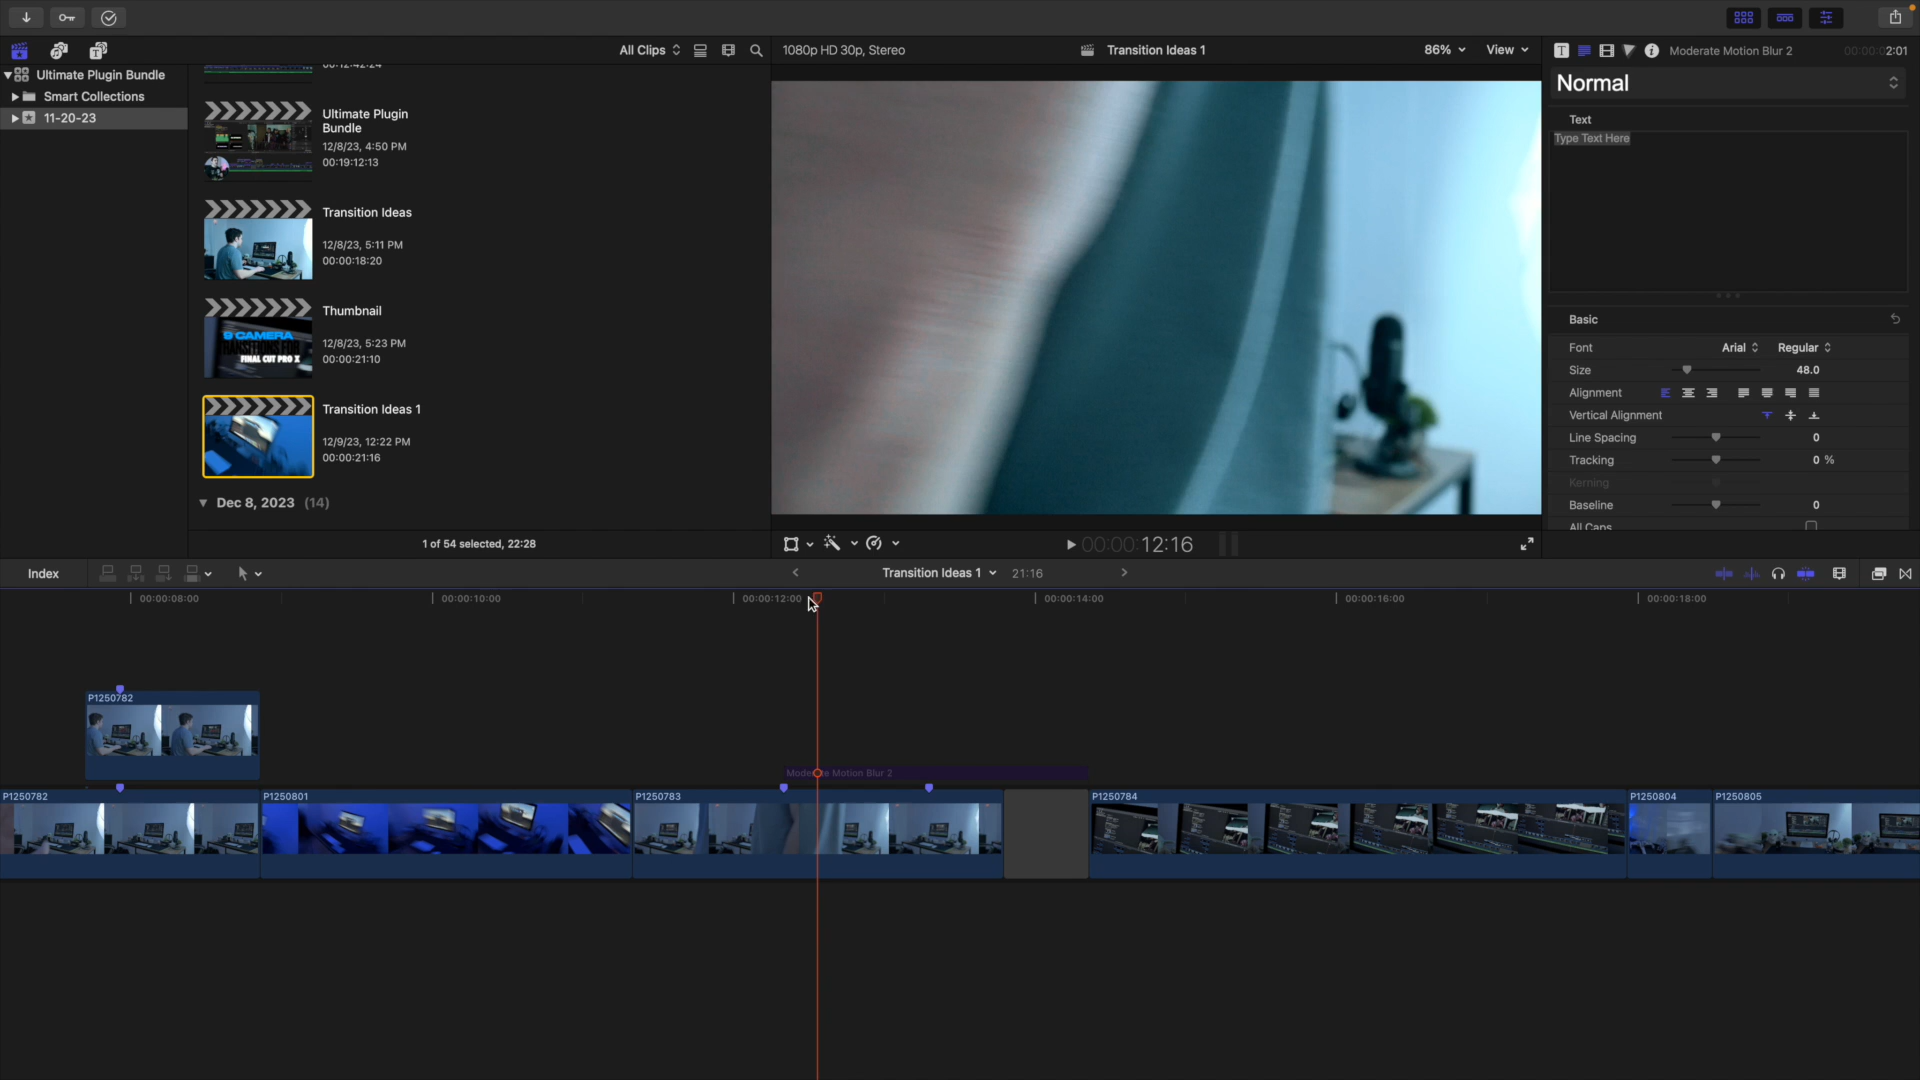 All Clips
1080p HD 30p, Stereo
Transition Ideas 1
86%
View
Moderate Motion Blur 2
00:00:02:01
Ultimate Plugin Bundle
Smart Collections
11-20-23
00:12:42:24
Ultimate Plugin
Bundle
12/8/23, 4:50 PM
00:19:12:13
Transition Ideas
12/8/23, 5:11 PM
00:00:18:20
Thumbnail
12/8/23, 5:23 PM
00:00:21:10
9 CAMERA
TRANSITIONS FOR
FINAL CUT PRO X
Transition Ideas 1
12/9/23, 12:22 PM
00:00:21:16
Dec 8, 2023 (14)
1 of 54 selected, 22:28
00:00:12:16
Normal
Text
Type Text Here
Basic
Font
Arial
Regular
Size
48.0
Alignment
Vertical Alignment
Line Spacing
0
Tracking
0 %
Kerning
Baseline
0
All Caps
Index
Transition Ideas 1
21:16
00:00:08:00
00:00:10:00
00:00:12:00
00:00:14:00
00:00:16:00
00:00:18:00
P1250782
Moderate Motion Blur 2
P1250782
P1250801
P1250783
P1250784
P1250804
P1250805